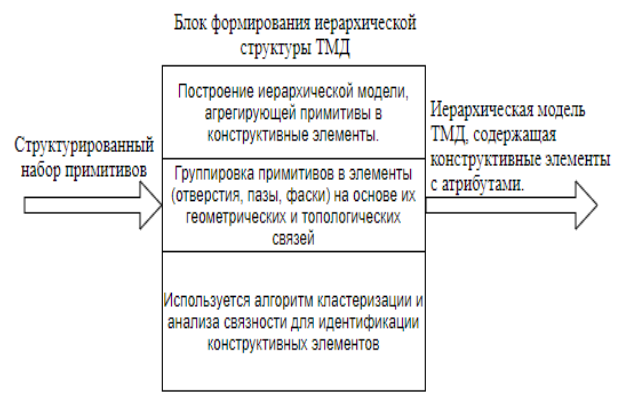 Блок формирования иерархической
структуры ТМД
Построение иерархической модели,
агрегирующей примитивы в
конструктивные элементы.
Структурированный
набор примитивов
Группировка примитивов в элементы
(отверстия, пазы, фаски) на основе их
геометрических и топологических
связей
Используется алгоритм кластеризации и
анализа связности для идентификации
конструктивных элементов
Иерархическая модель
ТМД, содержащая
конструктивные элементы
с атрибутами.